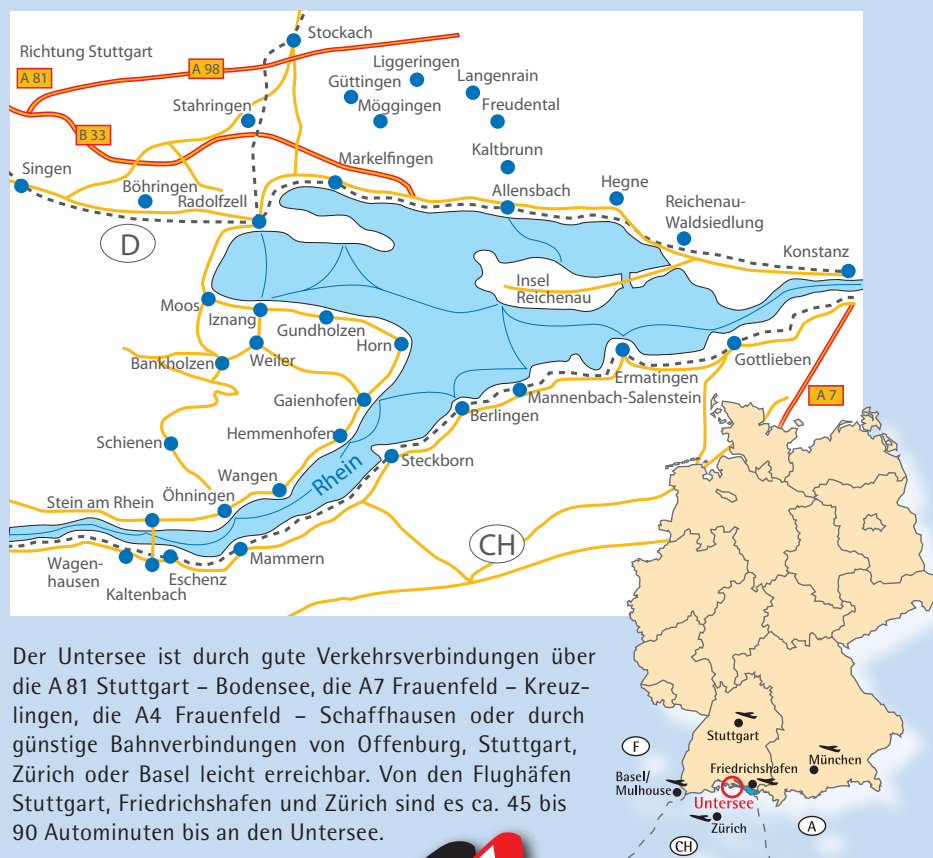 Stockach
Richtung Stuttgart
Liggeringen
A 98
Güttingen
Langenrain
A 81
Stahringen
Möggingen
Freudental
B 33
Kaltbrunn
Markelfingen
Singen
Böhringen
Allensbach
Hegne
Radolfzell
Reichenau-
Waldsiedlung
D
Konstanz
Insel
Reichenau
Moos
Iznang
Gundholzen
Horn
Bankholzen
Weiler
Gottlieben
Ermatingen
Gaienhofen
Mannenbach-Salenstein
A 7
Berlingen
Hemmenhofen
Schienen
Steckborn
Rhein
Wangen
Öhningen
Stein am Rhein
CH
Mammern
Wagen-
hausen
Eschenz
Kaltenbach
Der Untersee ist durch gute Verkehrsverbindungen über
die A 81 Stuttgart – Bodensee, die A7 Frauenfeld – Kreuz-
lingen, die A4 Frauenfeld – Schaffhausen oder durch
günstige Bahnverbindungen von Offenburg, Stuttgart,
Zürich oder Basel leicht erreichbar. Von den Flughäfen
Stuttgart, Friedrichshafen und Zürich sind es ca. 45 bis
90 Autominuten bis an den Untersee.
Stuttgart
F
München
Friedrichshafen
Basel/
Mulhouse
Untersee
Zürich
A
CH